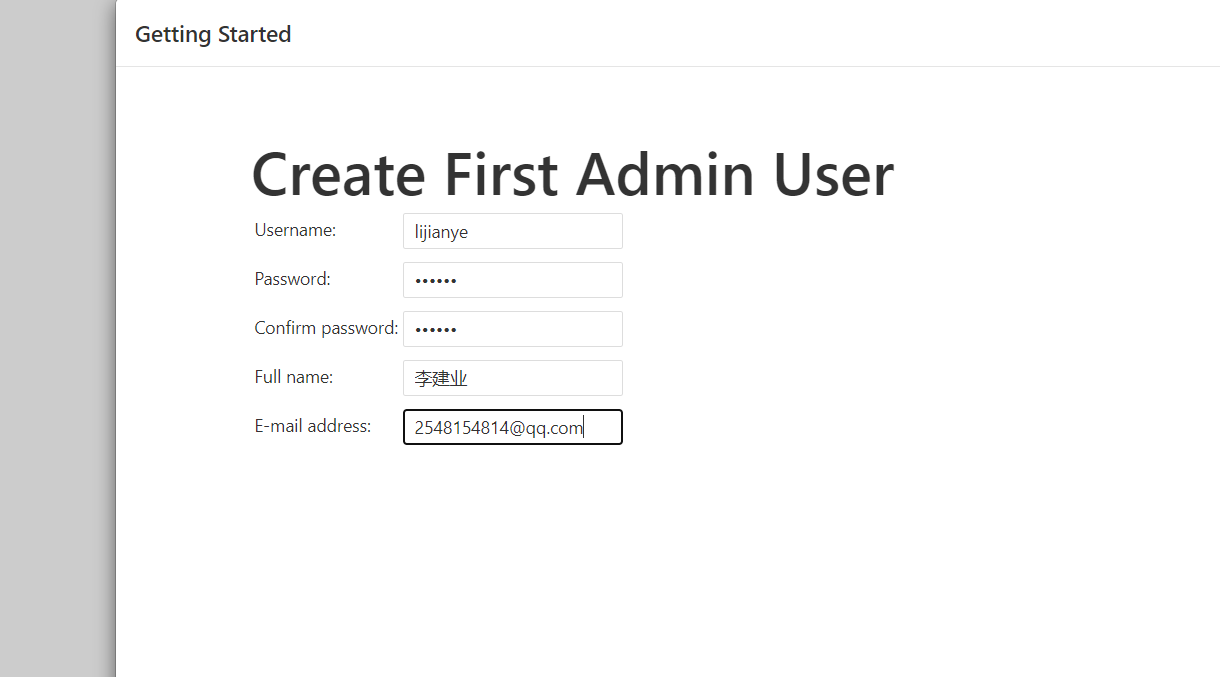 Getting Started
Create First Admin User
Username: lijianye
Password: ••••••
Confirm password: ••••••
Full name: 李建业
E-mail address: 2548154814@qq.com